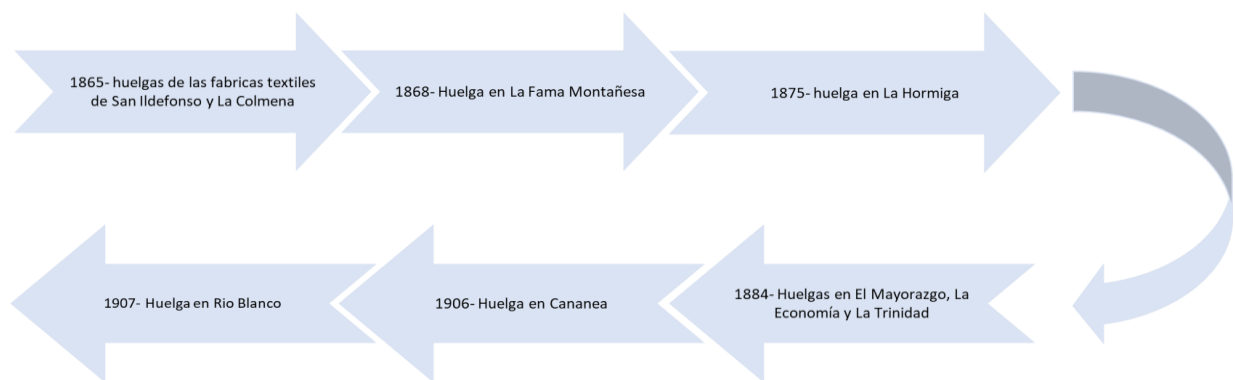 1865- huelgas de las fabricas textiles
de San Ildefonso y La Colmena
1868- Huelga en La Fama Montañesa
1875- huelga en La Hormiga
1884- Huelgas en El Mayorazgo, La
Economía y La Trinidad
1906- Huelga en Cananea
1907- Huelga en Rio Blanco